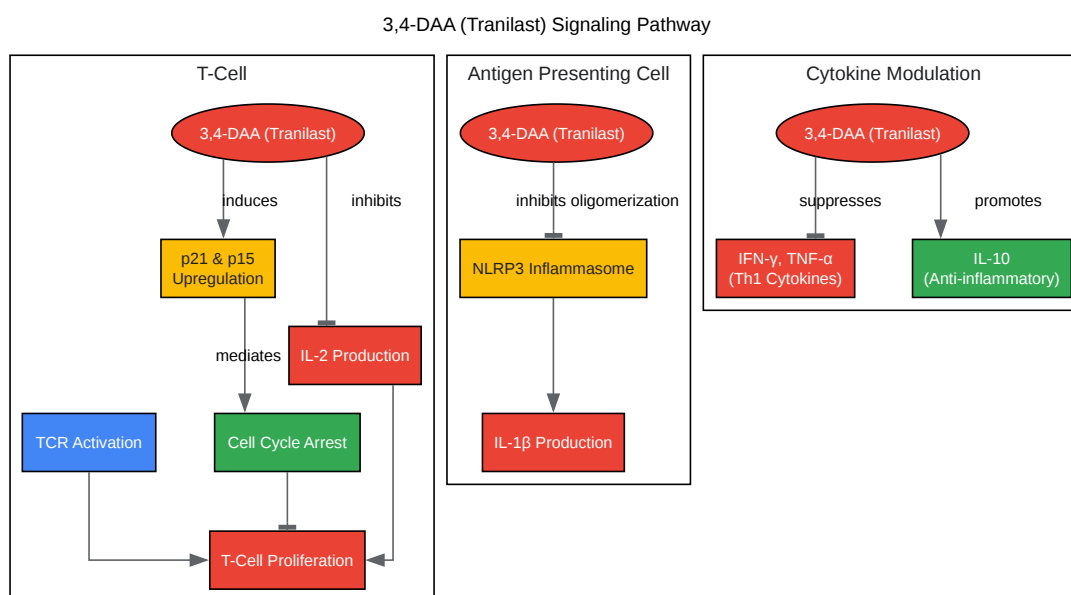 3,4-DAA (Tranilast) Signaling Pathway
T-Cell
3,4-DAA (Tranilast)
induces
inhibits
p21 & p15
Upregulation
mediates
IL-2 Production
TCR Activation
Cell Cycle Arrest
T-Cell Proliferation
Antigen Presenting Cell
3,4-DAA (Tranilast)
inhibits oligomerization
NLRP3 Inflammasome
IL-1β Production
Cytokine Modulation
3,4-DAA (Tranilast)
suppresses
promotes
IFN-γ, TNF-α
(Th1 Cytokines)
IL-10
(Anti-inflammatory)